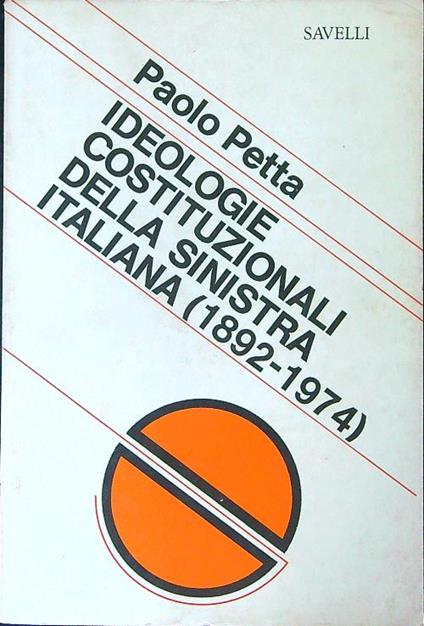 SAVELLI
Paolo Petta
IDEOLOGIE
COSTITUZIONALI
DELLA SINISTRA
ITALIANA (1892-1974)